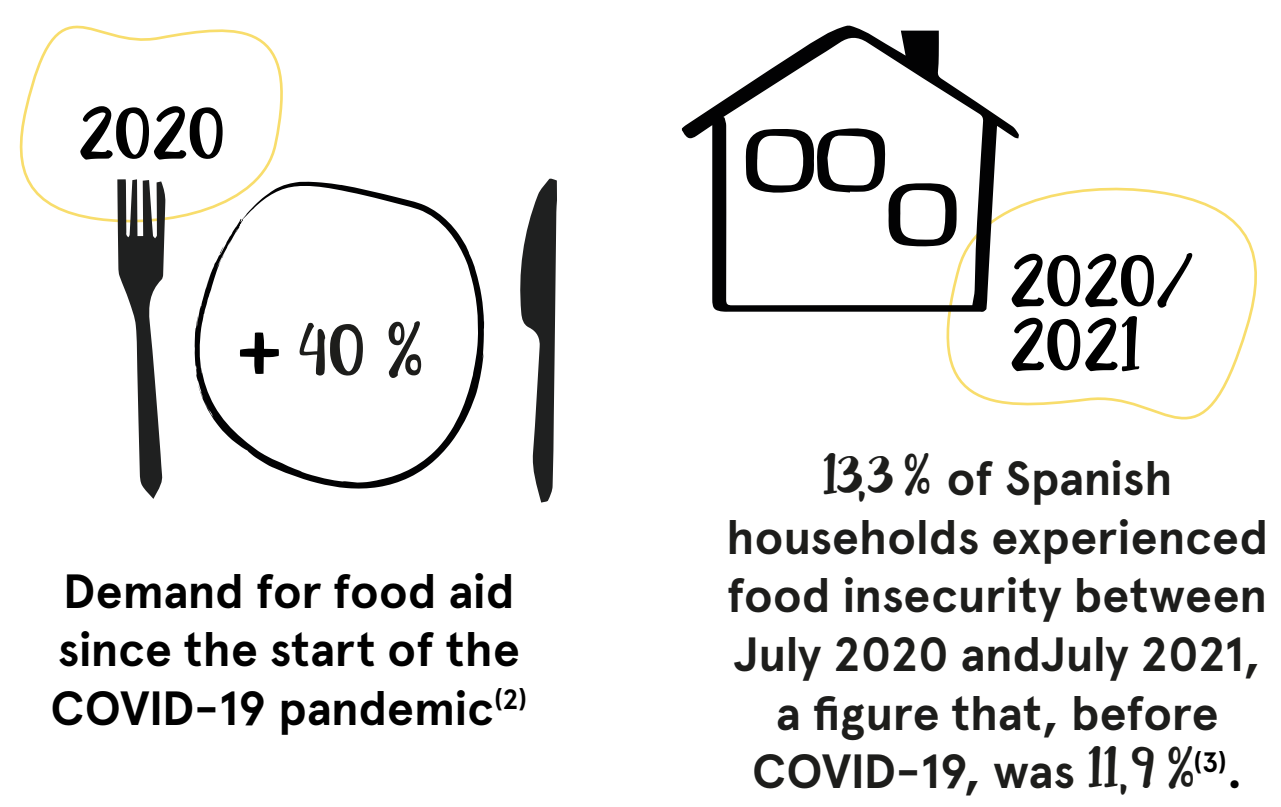 2020
+ 40 %
Demand for food aid
since the start of the
COVID-19 pandemic(2)
2020/
2021
13,3 % of Spanish
households experienced
food insecurity between
July 2020 andJuly 2021,
a figure that, before
COVID-19, was 11,9 %(3).